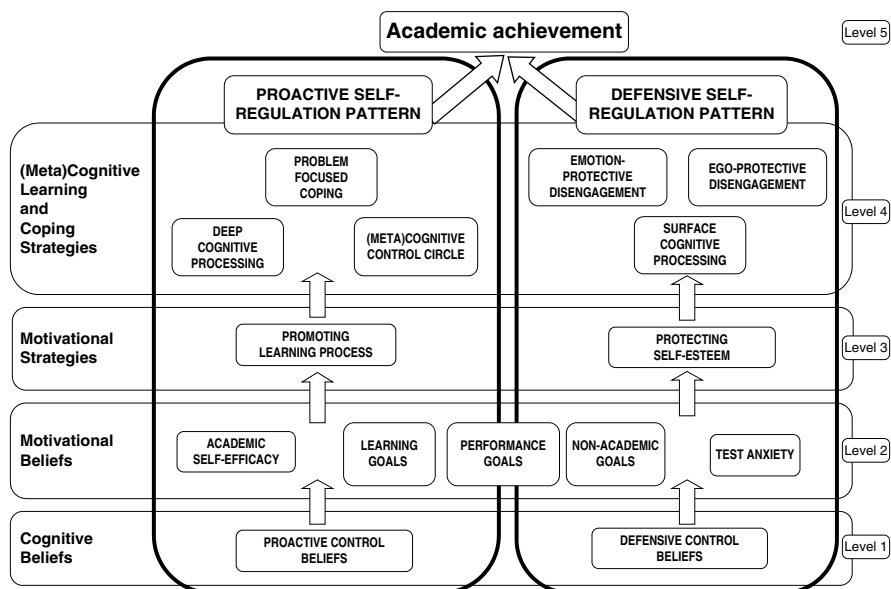 Academic achievement
Level 5
PROACTIVE SELF-
REGULATION PATTERN
DEFENSIVE SELF-
REGULATION PATTERN
(Meta)Cognitive
Learning
and
Coping
Strategies
PROBLEM
FOCUSED
COPING
EMOTION-
PROTECTIVE
DISENGAGEMENT
EGO-PROTECTIVE
DISENGAGEMENT
DEEP
COGNITIVE
PROCESSING
(META)COGNITIVE
CONTROL CIRCLE
SURFACE
COGNITIVE
PROCESSING
Level 4
Motivational
Strategies
PROMOTING
LEARNING PROCESS
PROTECTING
SELF-ESTEEM
Level 3
Motivational
Beliefs
ACADEMIC
SELF-EFFICACY
LEARNING
GOALS
PERFORMANCE
GOALS
NON-ACADEMIC
GOALS
TEST ANXIETY
Level 2
Cognitive
Beliefs
PROACTIVE CONTROL
BELIEFS
DEFENSIVE CONTROL
BELIEFS
Level 1